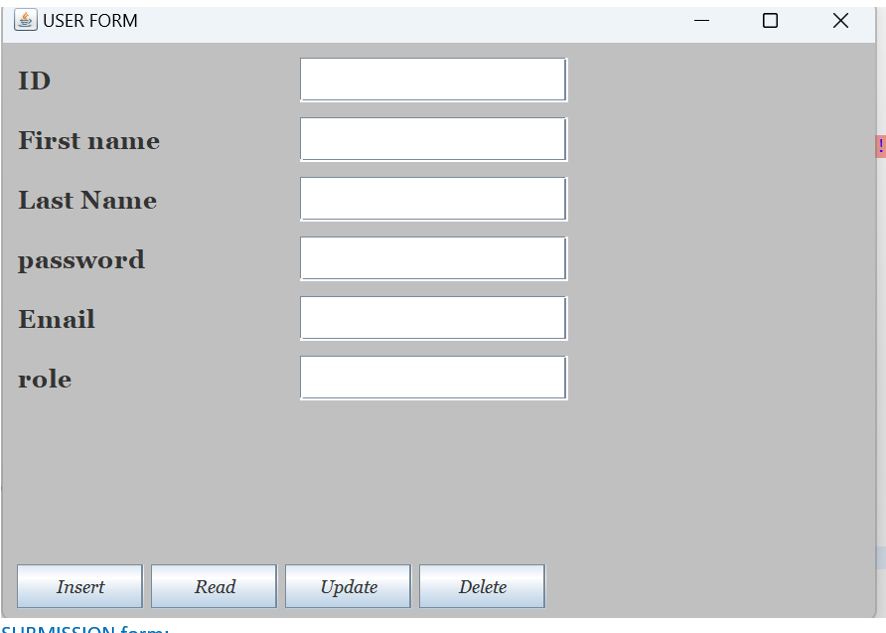 USER FORM
ID
First name
!
Last Name
password
Email
role
Insert Read Update Delete
SUBMISSION form: